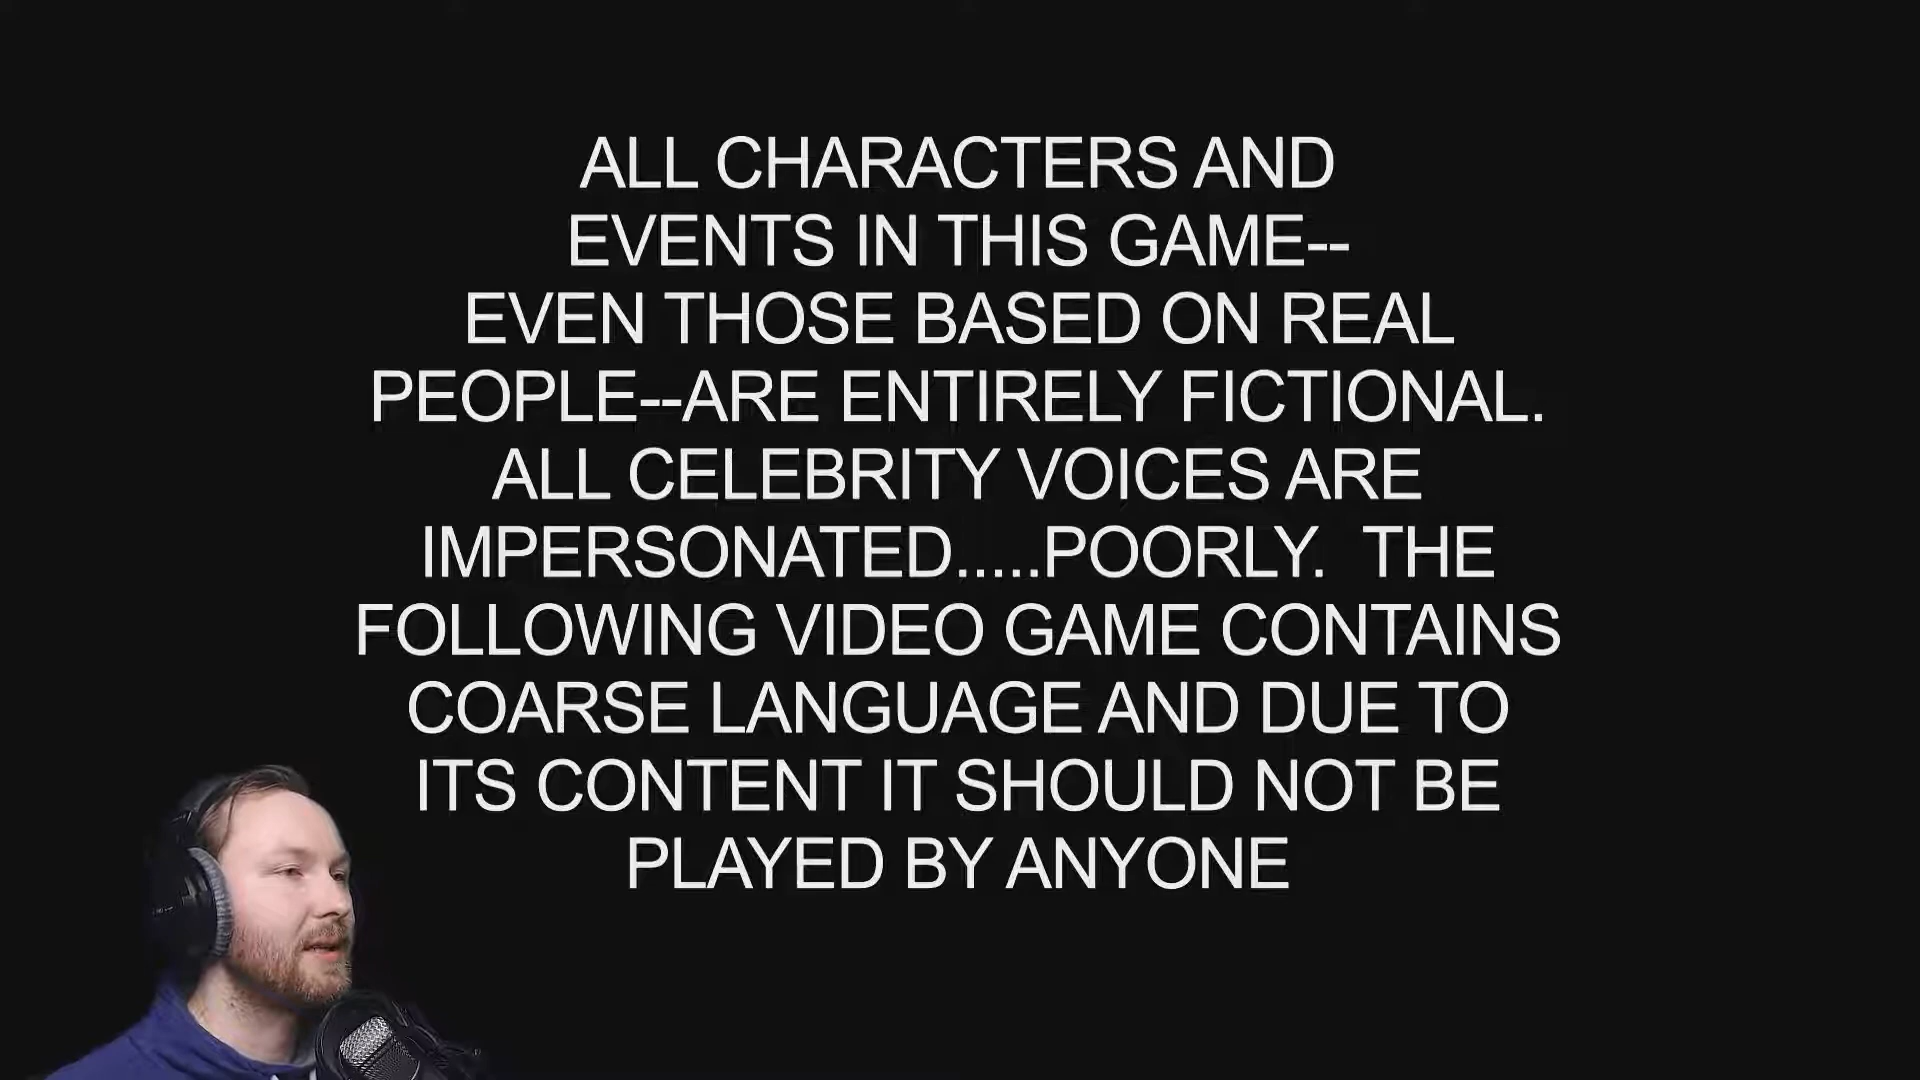 ALL CHARACTERS AND
EVENTS IN THIS GAME--
EVEN THOSE BASED ON REAL
PEOPLE--ARE ENTIRELY FICTIONAL.
ALL CELEBRITY VOICES ARE
IMPERSONATED.....POORLY. THE
FOLLOWING VIDEO GAME CONTAINS
COARSE LANGUAGE AND DUE TO
ITS CONTENT IT SHOULD NOT BE
PLAYED BY ANYONE